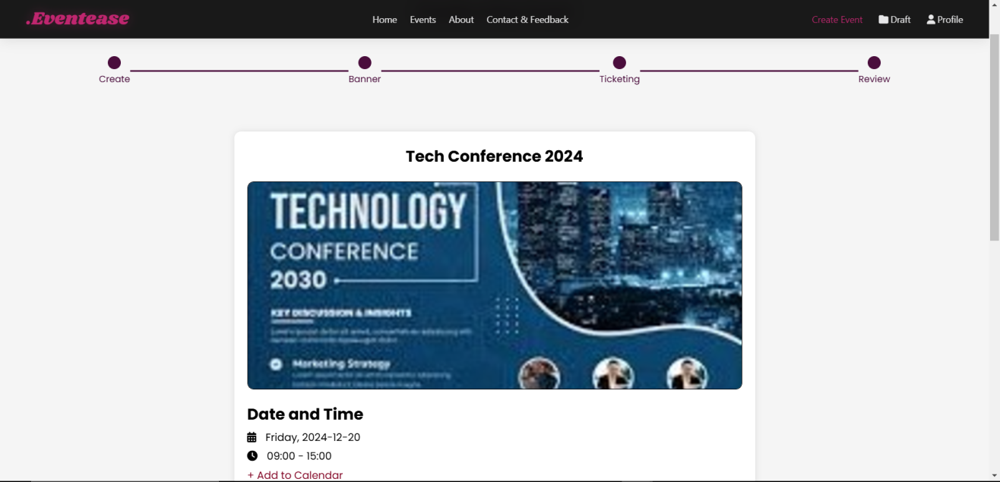 .Eventease
Home Events About Contact & Feedback
Create Event Draft Profile
Create Banner Ticketing Review
Tech Conference 2024
TECHNOLOGY
CONFERENCE
2030
KEY DISCUSSION & INSIGHTS
Marketing Strategy
Date and Time
Friday, 2024-12-20
09:00 - 15:00
+ Add to Calendar